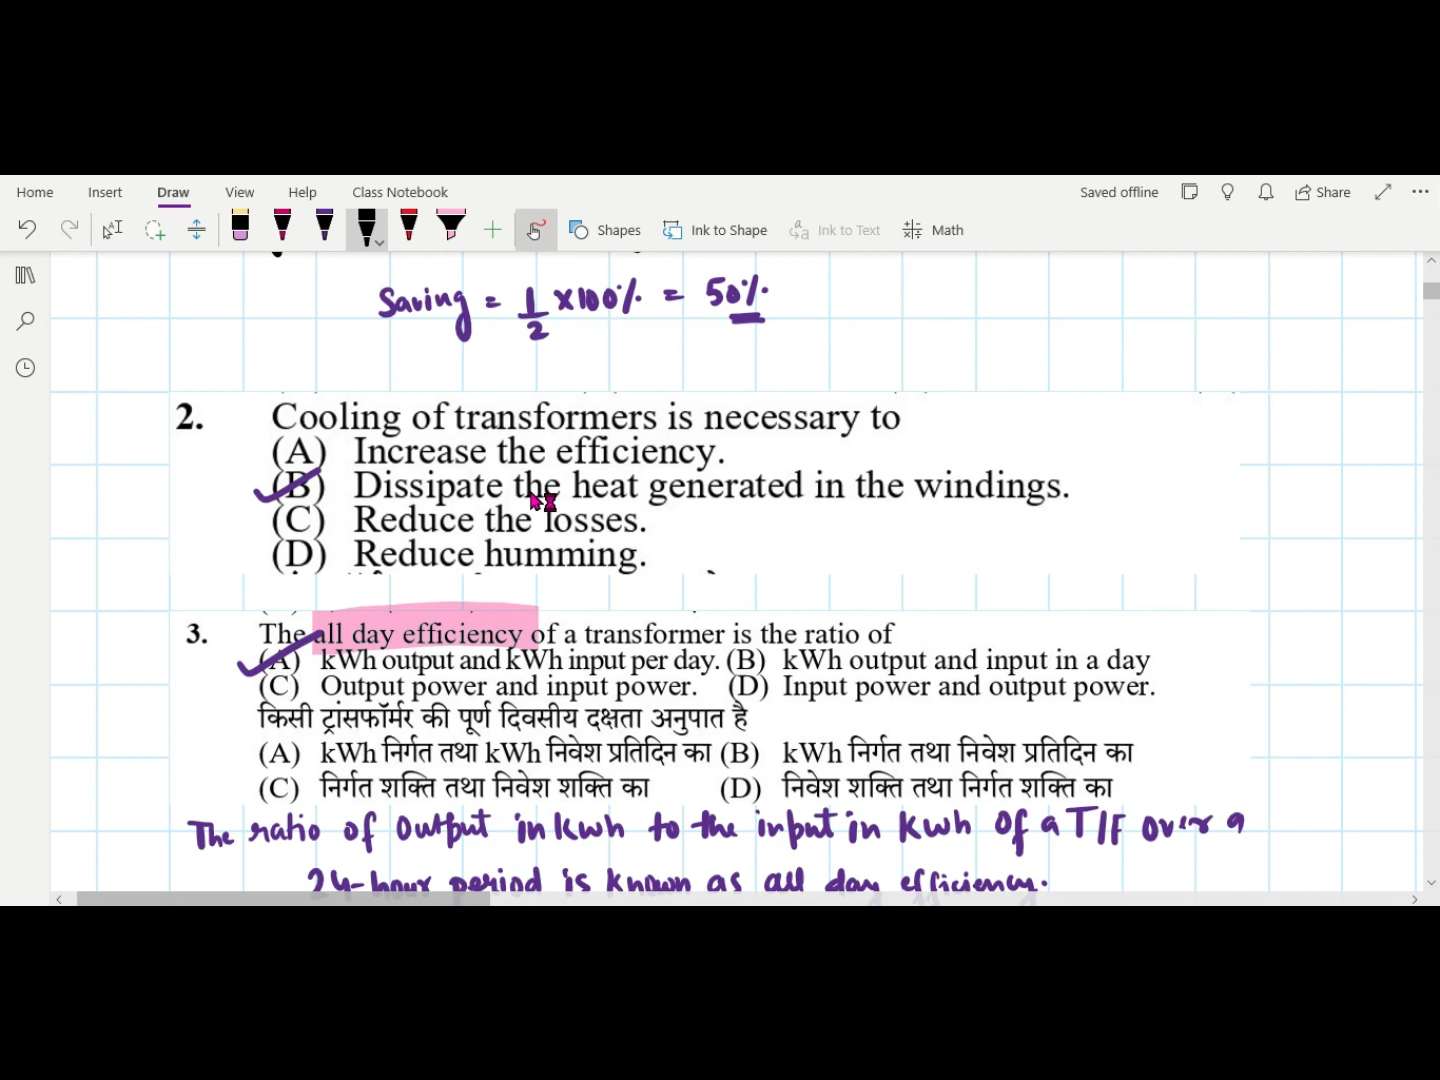 Home Insert Draw View Help Class Notebook Saved offline Share
Shapes Ink to Shape Ink to Text Math
Saving = 1/2 x100% = 50%
2. Cooling of transformers is necessary to
(A) Increase the efficiency.
(B) Dissipate the heat generated in the windings.
(C) Reduce the losses.
(D) Reduce humming.
3. The all day efficiency of a transformer is the ratio of
(A) kWh output and kWh input per day. (B) kWh output and input in a day
(C) Output power and input power. (D) Input power and output power.
किसी ट्रांसफॉर्मर की पूर्ण दिवसीय दक्षता अनुपात है
(A) kWh निर्गत तथा kWh निवेश प्रतिदिन का (B) kWh निर्गत तथा निवेश प्रतिदिन का
(C) निर्गत शक्ति तथा निवेश शक्ति का (D) निवेश शक्ति तथा निर्गत शक्ति का
The ratio of output in kwh to the input in kwh of a T/F over a
24-hour period is known as all day efficiency.